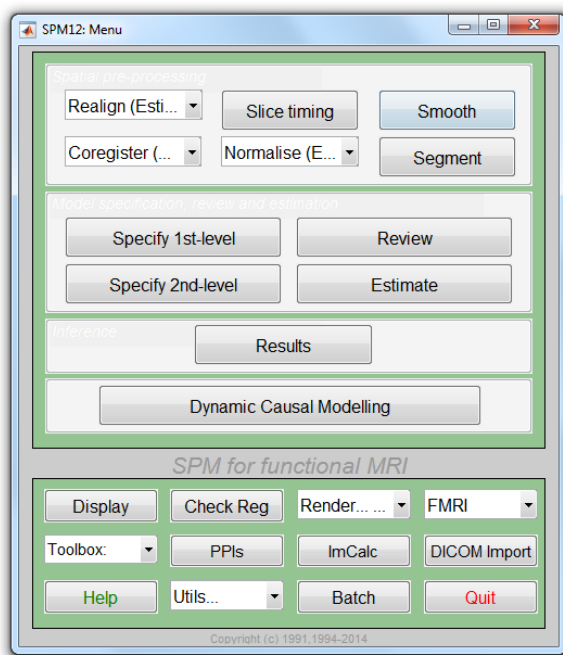 SPM12: Menu
Spatial pre-processing
Realign (Esti...
Slice timing
Smooth
Coregister (...
Normalise (E...
Segment
Model specification, review and estimation
Specify 1st-level
Review
Specify 2nd-level
Estimate
Inference
Results
Dynamic Causal Modelling
SPM for functional MRI
Display
Check Reg
Render... ...
FMRI
Toolbox:
PPIs
ImCalc
DICOM Import
Help
Utils...
Batch
Quit
Copyright (c) 1991,1994-2014